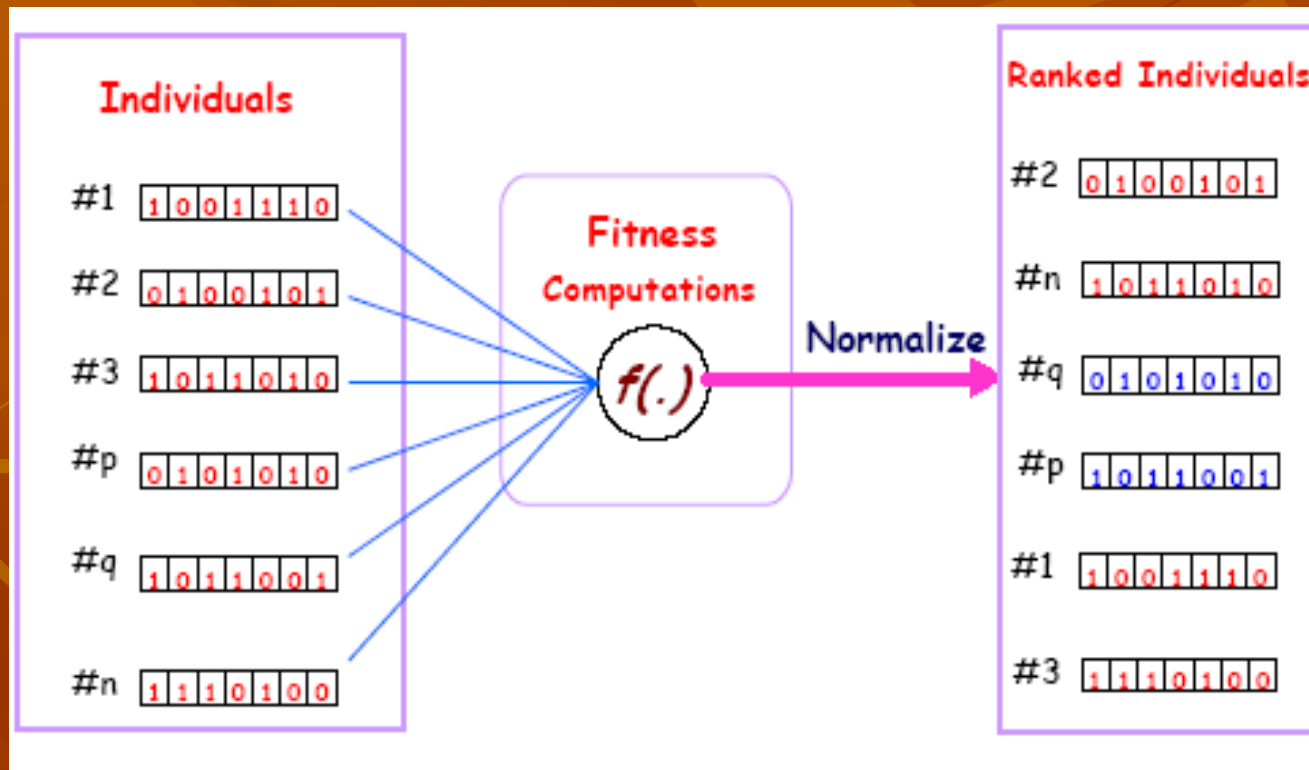 Individuals
#1 1 0 0 1 1 1 0
#2 0 1 0 0 1 0 1
#3 1 0 1 1 0 1 0
#p 0 1 0 1 0 1 0
#q 1 0 1 1 0 0 1
#n 1 1 1 0 1 0 0
Fitness
Computations
f(.)
Normalize
Ranked Individuals
#2 0 1 0 0 1 0 1
#n 1 0 1 1 0 1 0
#q 0 1 0 1 0 1 0
#p 1 0 1 1 0 0 1
#1 1 0 0 1 1 1 0
#3 1 1 1 0 1 0 0